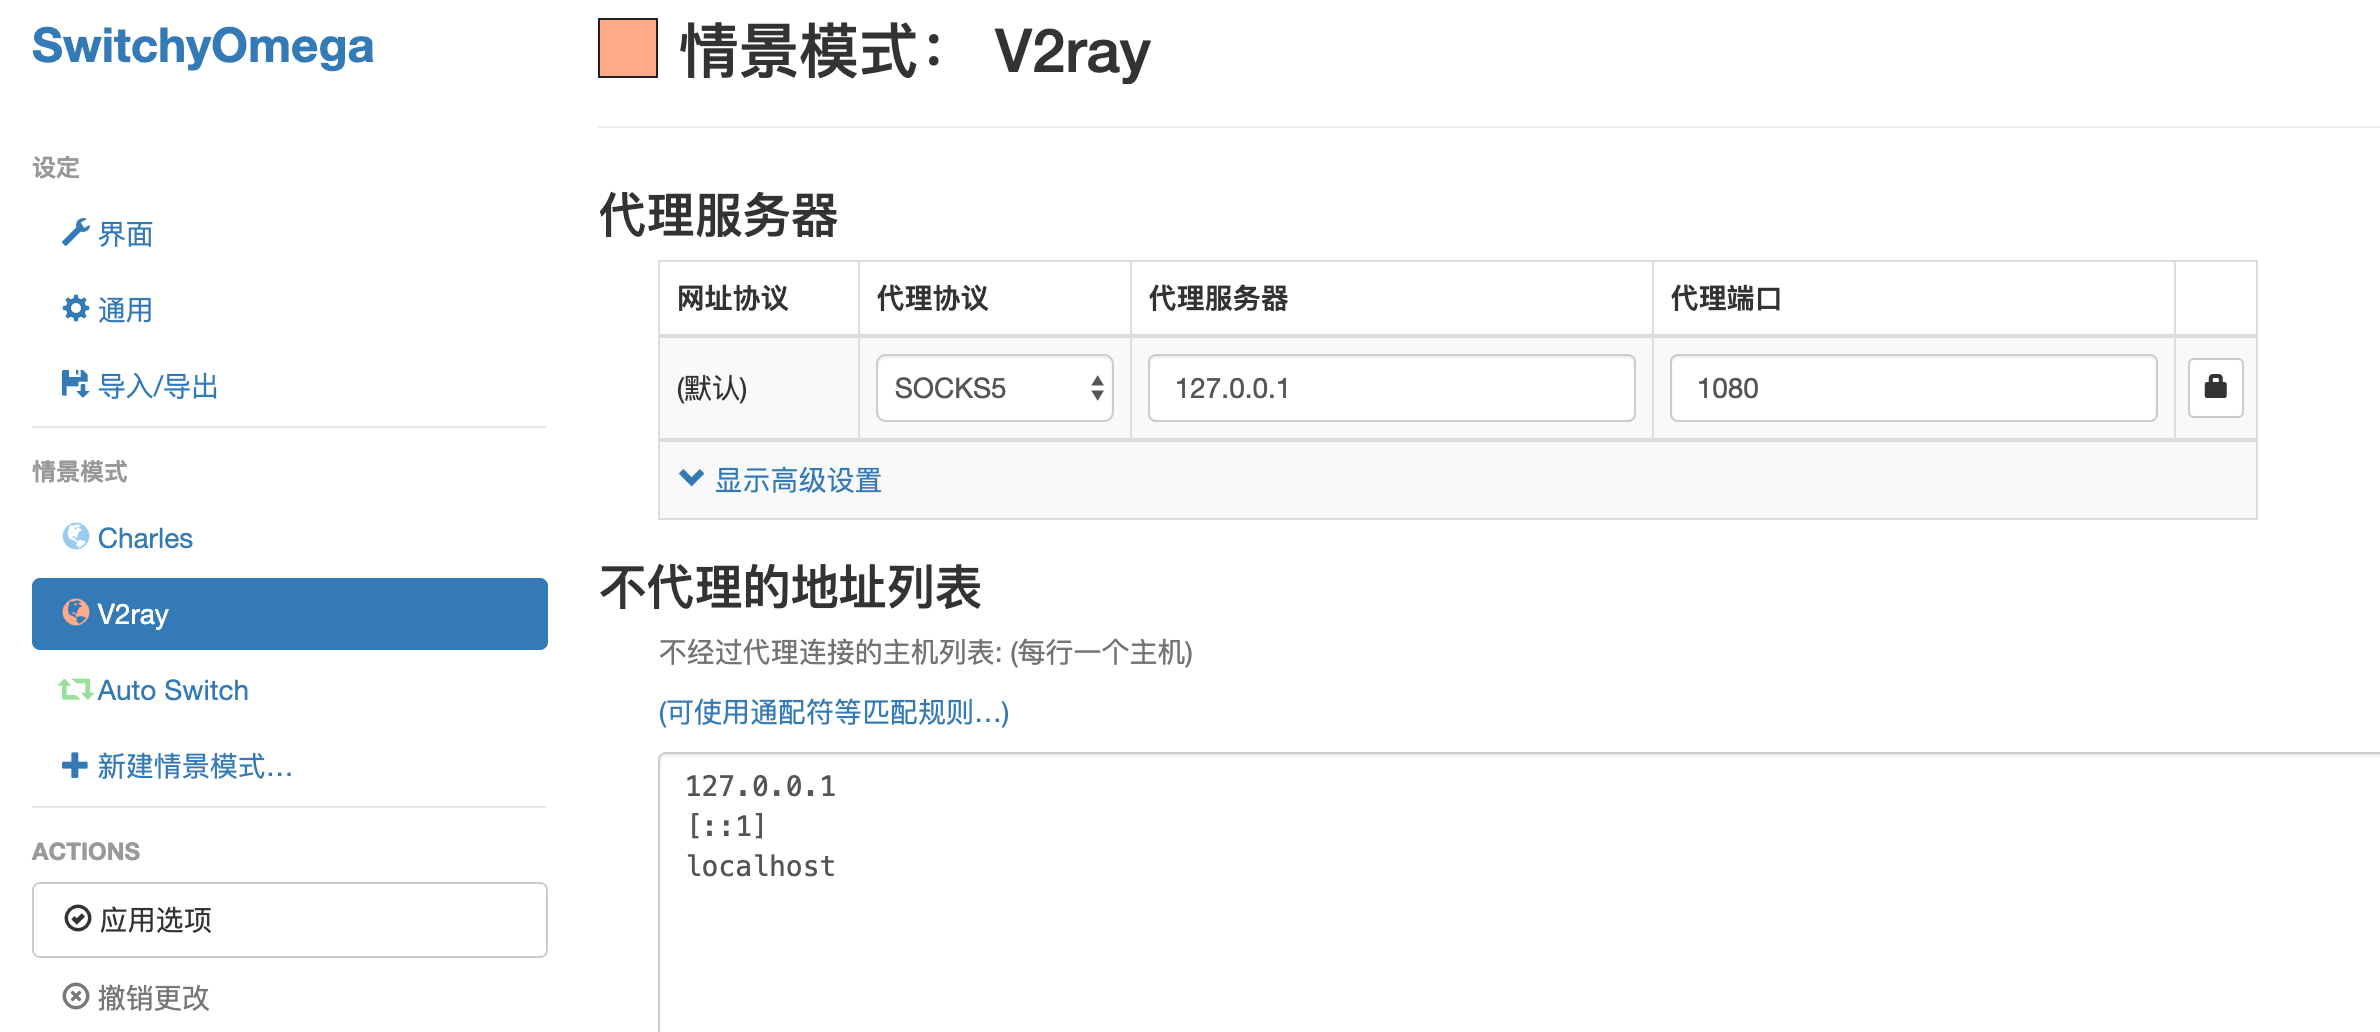 SwitchyOmega
设定
界面
通用
导入/导出
情景模式
Charles
V2ray
Auto Switch
新建情景模式...
ACTIONS
应用选项
撤销更改
情景模式： V2ray
代理服务器
网址协议 代理协议 代理服务器 代理端口
(默认) SOCKS5 127.0.0.1 1080
显示高级设置
不代理的地址列表
不经过代理连接的主机列表: (每行一个主机)
(可使用通配符等匹配规则...)
127.0.0.1
[::1]
localhost